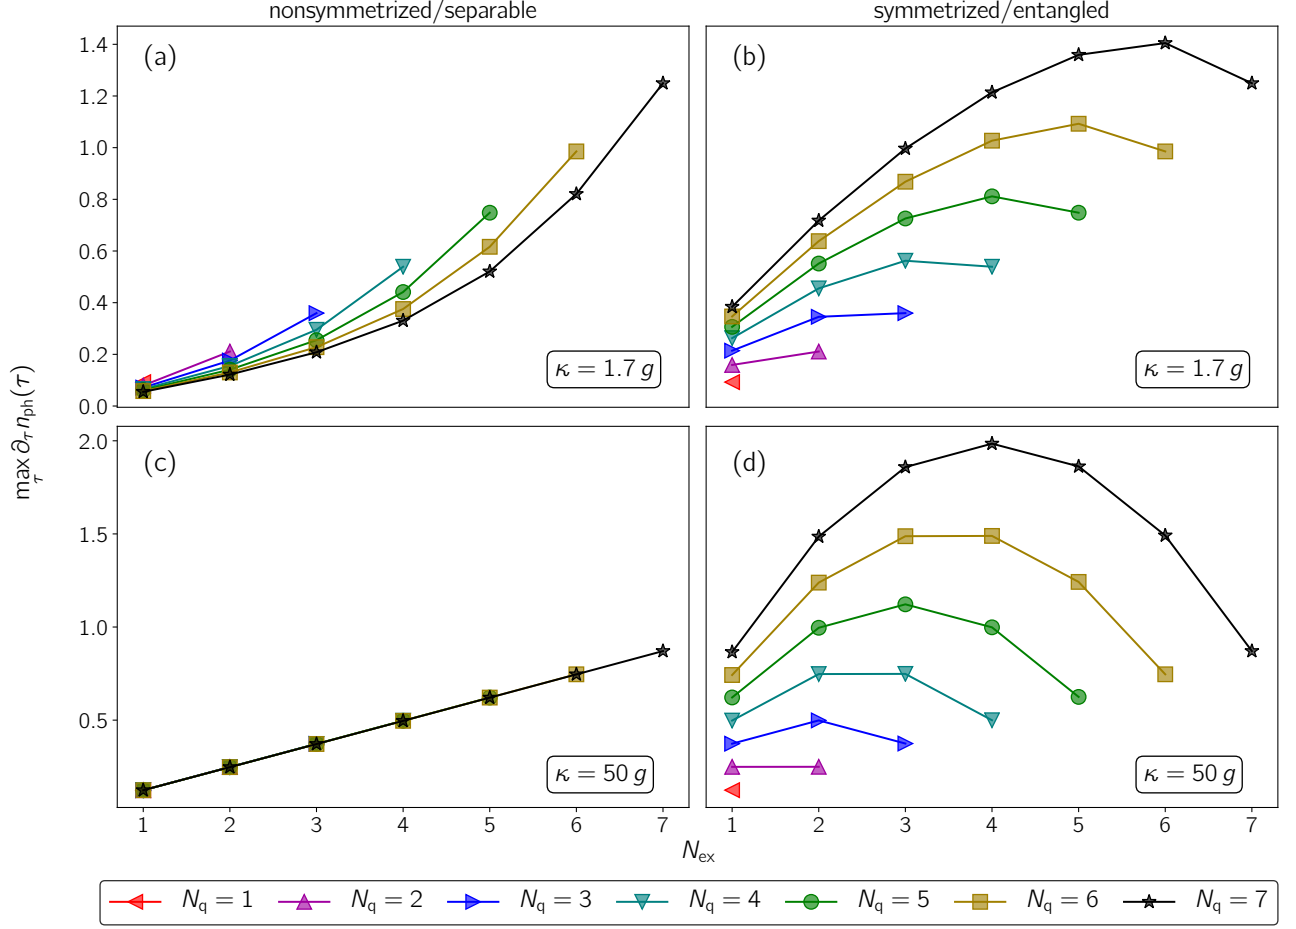 nonsymmetrized/separable
symmetrized/entangled
(a)
(b)
1.4
1.2
1.0
0.8
0.6
0.4
0.2
0.0
κ = 1.7 g
κ = 1.7 g
max ∂τ nph(τ)
τ
(c)
(d)
2.0
1.5
1.0
0.5
κ = 50 g
κ = 50 g
1 2 3 4 5 6 7
1 2 3 4 5 6 7
Nex
Nq = 1 Nq = 2 Nq = 3 Nq = 4 Nq = 5 Nq = 6 Nq = 7